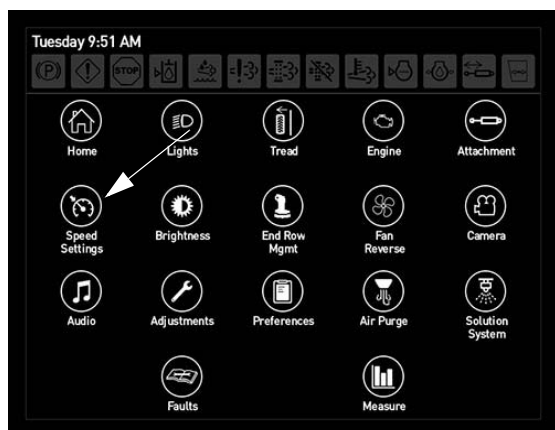 Tuesday 9:51 AM
(P) STOP
Home Lights Tread Engine Attachment
Speed Settings Brightness End Row Mgmt Fan Reverse Camera
Audio Adjustments Preferences Air Purge Solution System
Faults Measure